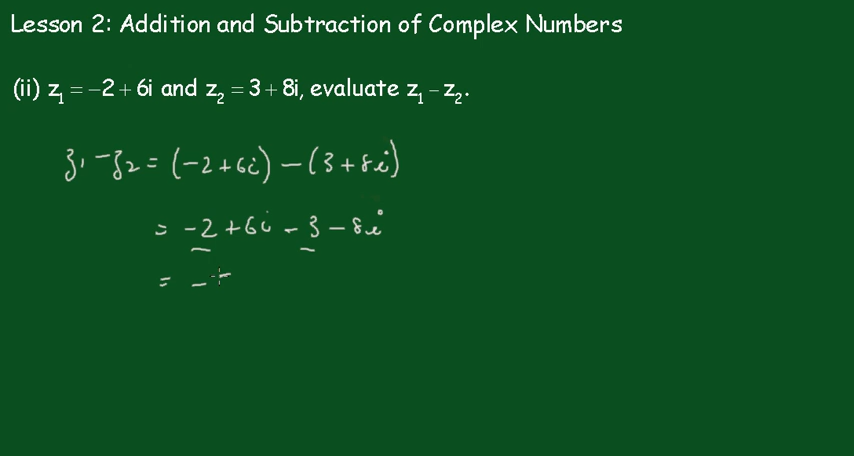 Lesson 2: Addition and Subtraction of Complex Numbers
(ii) z₁ = −2 + 6i and z₂ = 3 + 8i, evaluate z₁ − z₂.
z₁ − z₂ = (−2 + 6i) − (3 + 8i)
= −2 + 6i − 3 − 8i
= −